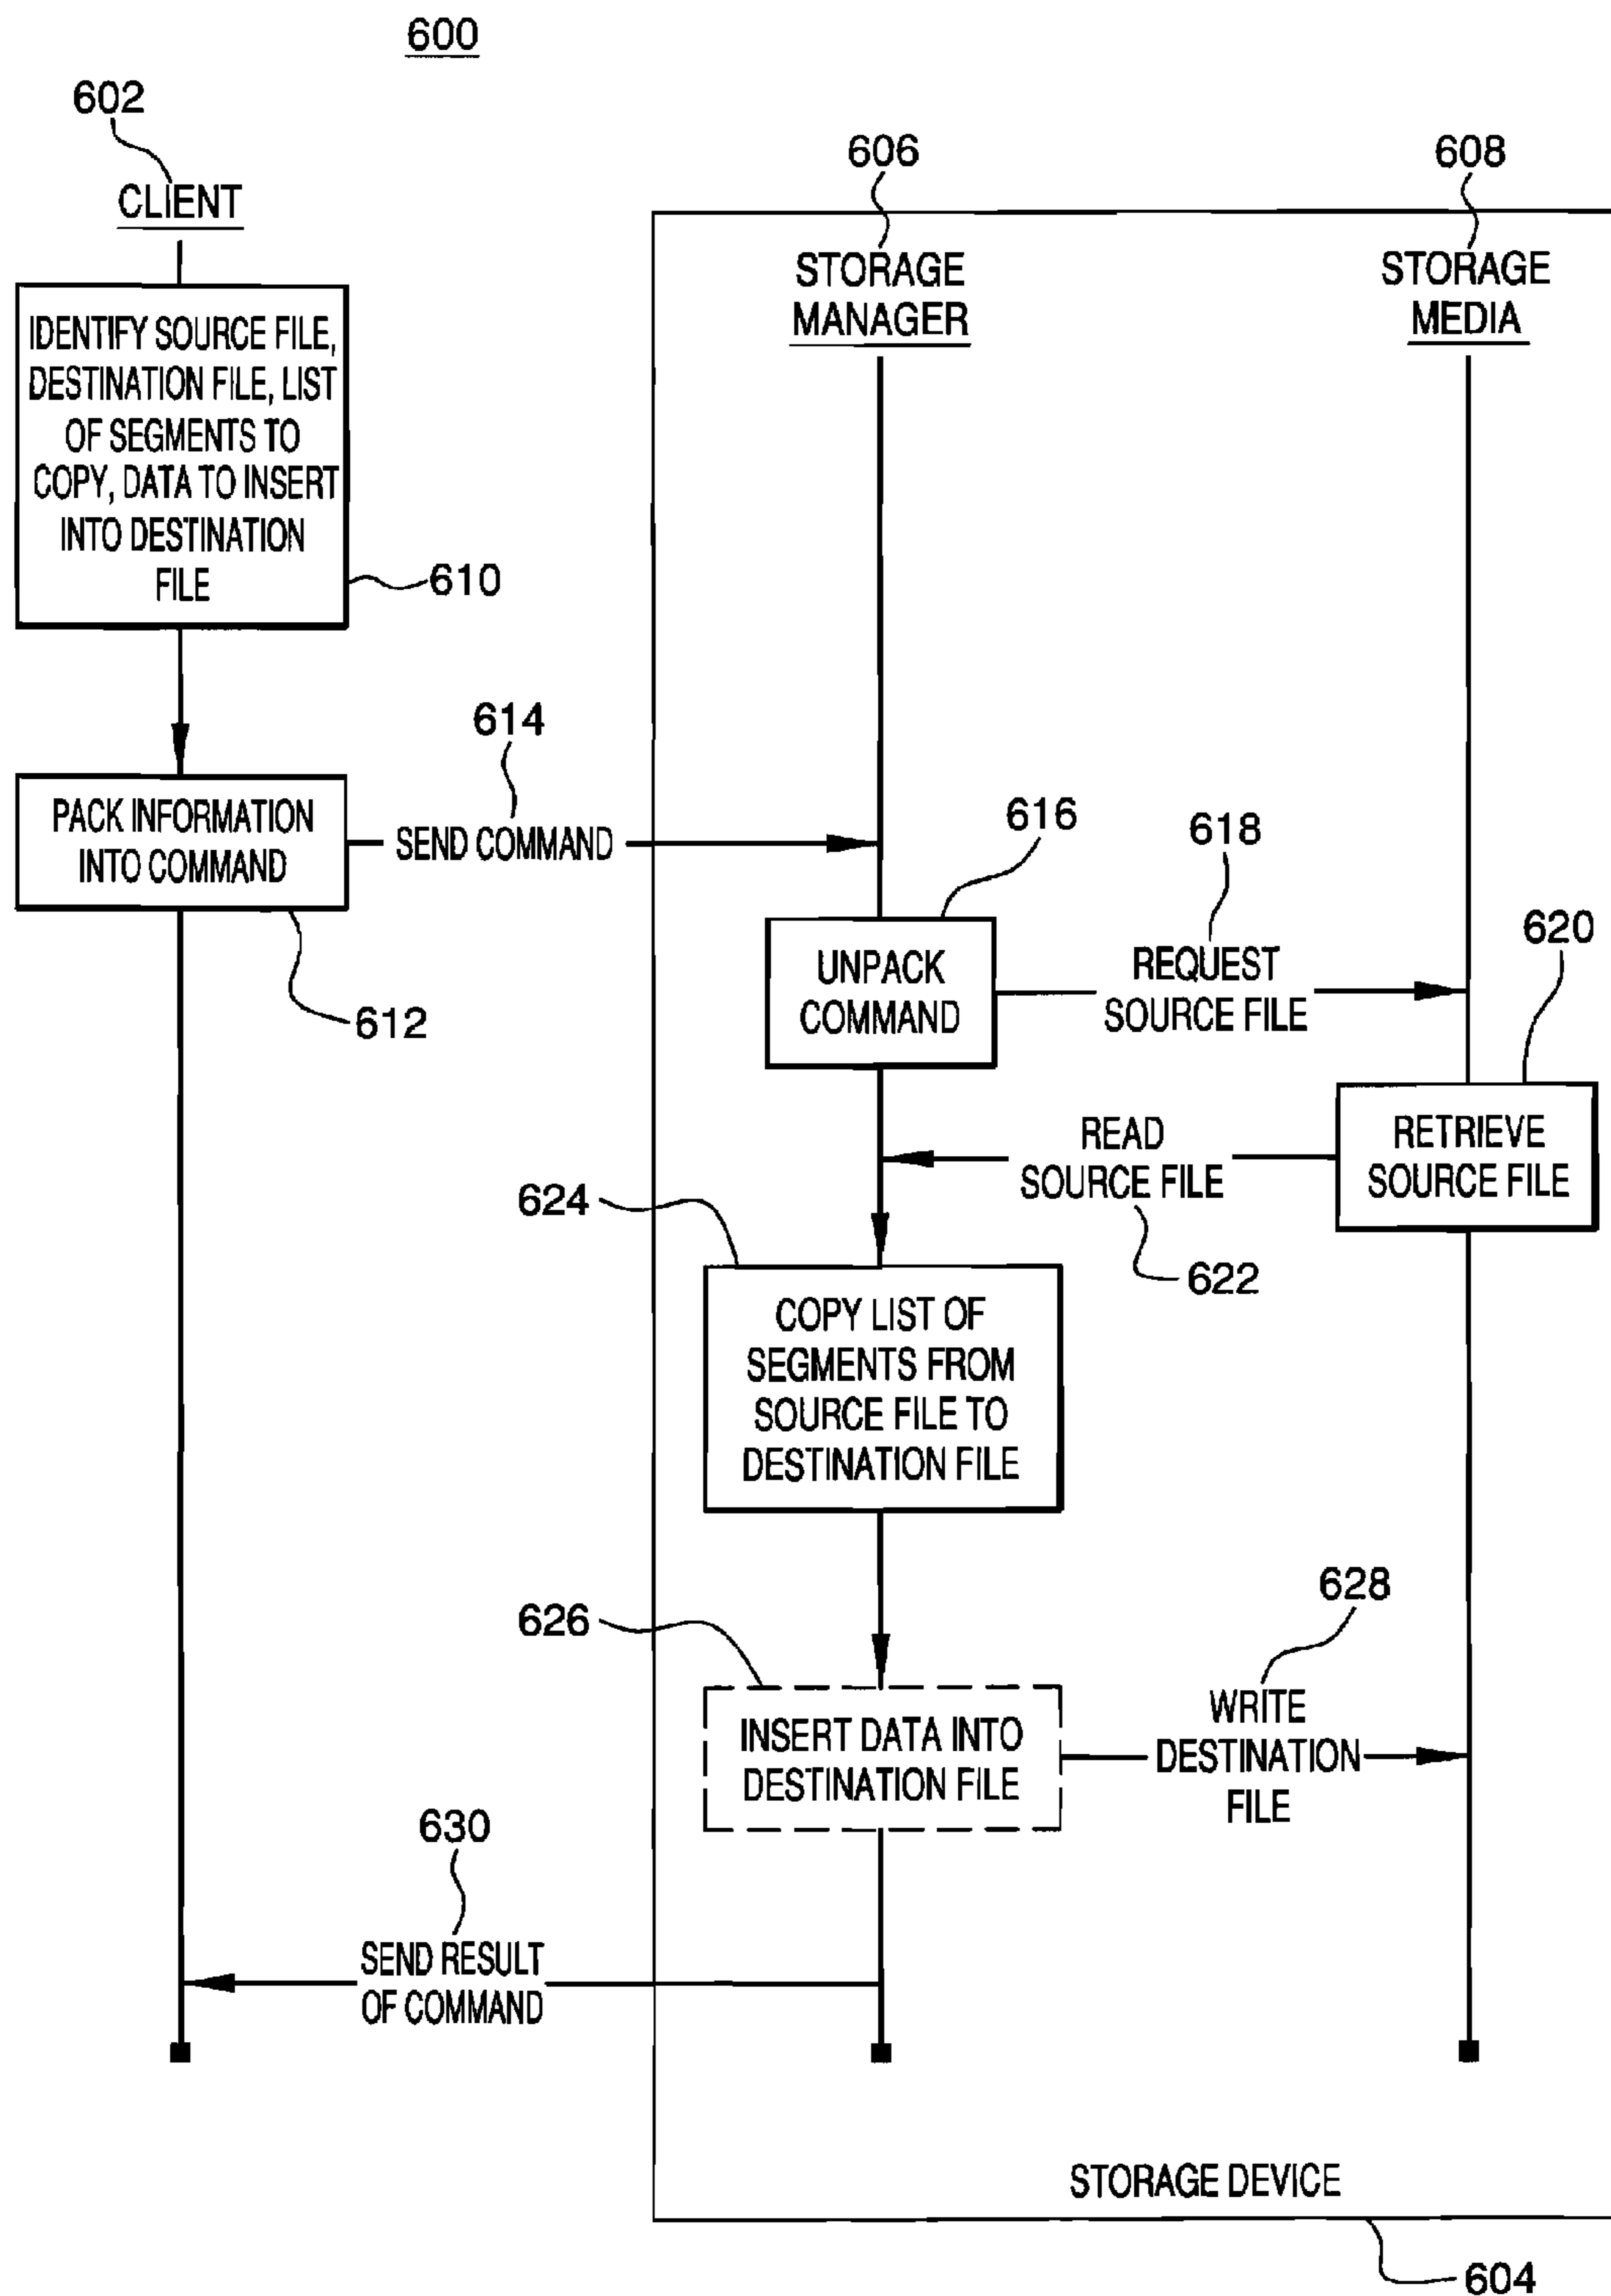 600
602
CLIENT
606
608
STORAGE
MANAGER
STORAGE
MEDIA
IDENTIFY SOURCE FILE,
DESTINATION FILE, LIST
OF SEGMENTS TO
COPY, DATA TO INSERT
INTO DESTINATION
FILE
610
614
PACK INFORMATION
INTO COMMAND
SEND COMMAND
612
616
618
620
UNPACK
COMMAND
REQUEST
SOURCE FILE
READ
SOURCE FILE
RETRIEVE
SOURCE FILE
622
624
COPY LIST OF
SEGMENTS FROM
SOURCE FILE TO
DESTINATION FILE
626
628
INSERT DATA INTO
DESTINATION FILE
WRITE
DESTINATION
FILE
630
SEND RESULT
OF COMMAND
STORAGE DEVICE
604